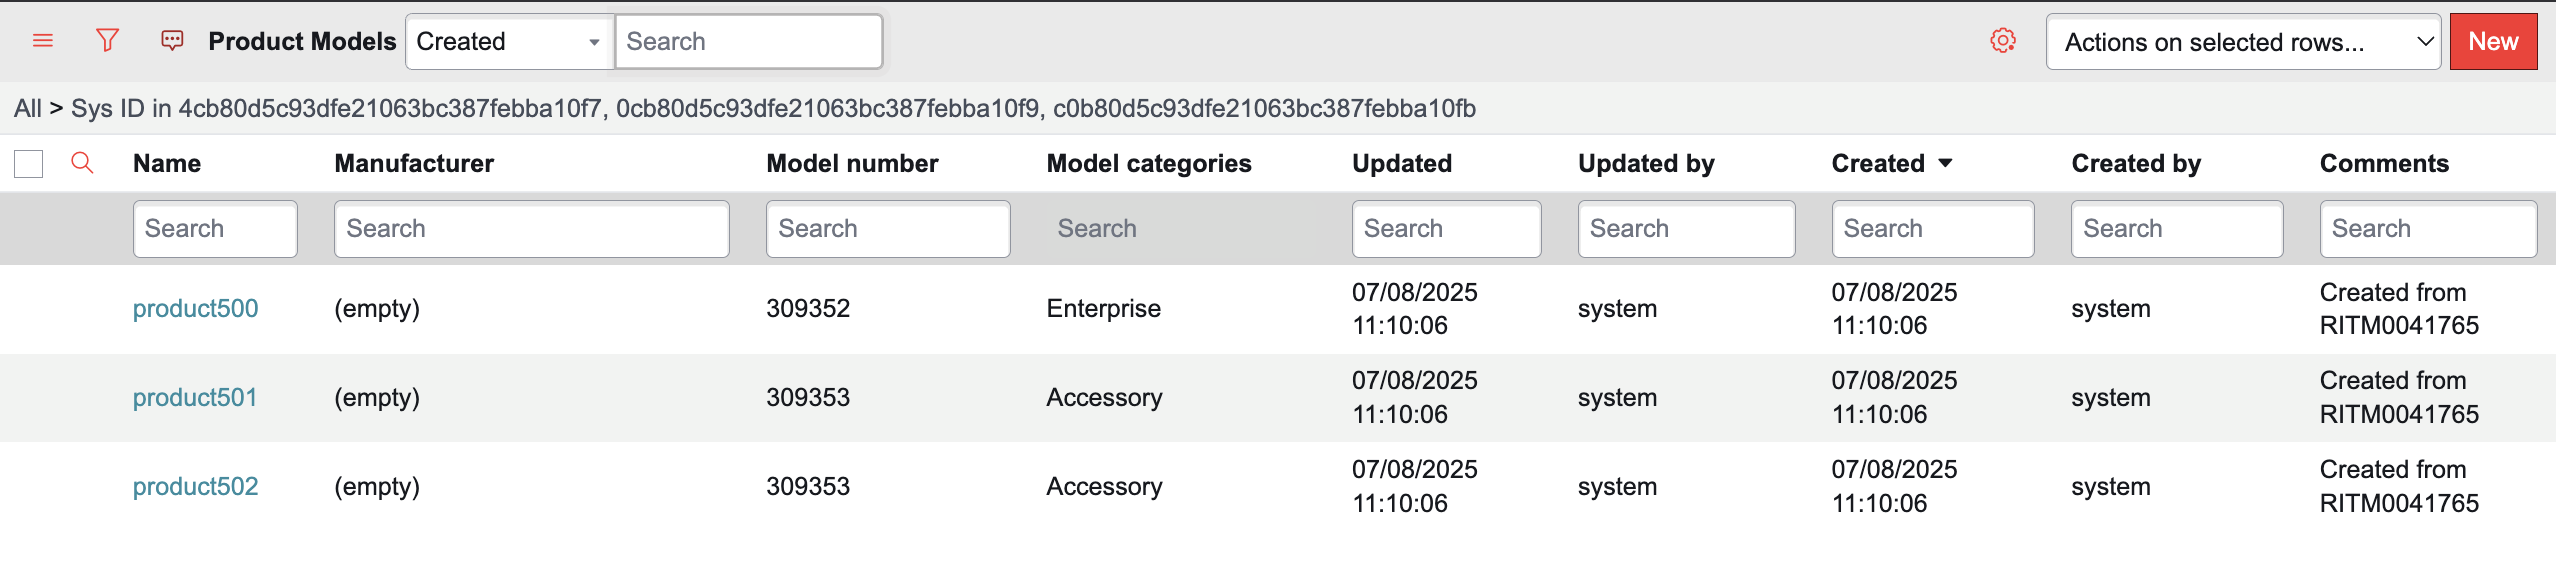 Product Models Created Search Actions on selected rows... New
All > Sys ID in 4cb80d5c93dfe21063bc387febba10f7, 0cb80d5c93dfe21063bc387febba10f9, c0b80d5c93dfe21063bc387febba10fb
Name Manufacturer Model number Model categories Updated Updated by Created Created by Comments
Search Search Search Search Search Search Search Search Search
product500 (empty) 309352 Enterprise 07/08/2025 11:10:06 system 07/08/2025 11:10:06 system Created from RITM0041765
product501 (empty) 309353 Accessory 07/08/2025 11:10:06 system 07/08/2025 11:10:06 system Created from RITM0041765
product502 (empty) 309353 Accessory 07/08/2025 11:10:06 system 07/08/2025 11:10:06 system Created from RITM0041765